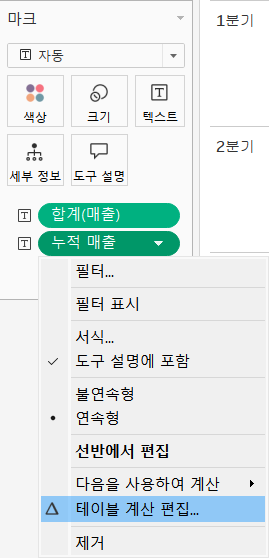 마크
자동
색상
크기
텍스트
세부 정보
도구 설명
합계(매출)
누적 매출
필터...
필터 표시
서식...
도구 설명에 포함
불연속형
연속형
선반에서 편집
다음을 사용하여 계산
테이블 계산 편집...
제거
1분기
2분기